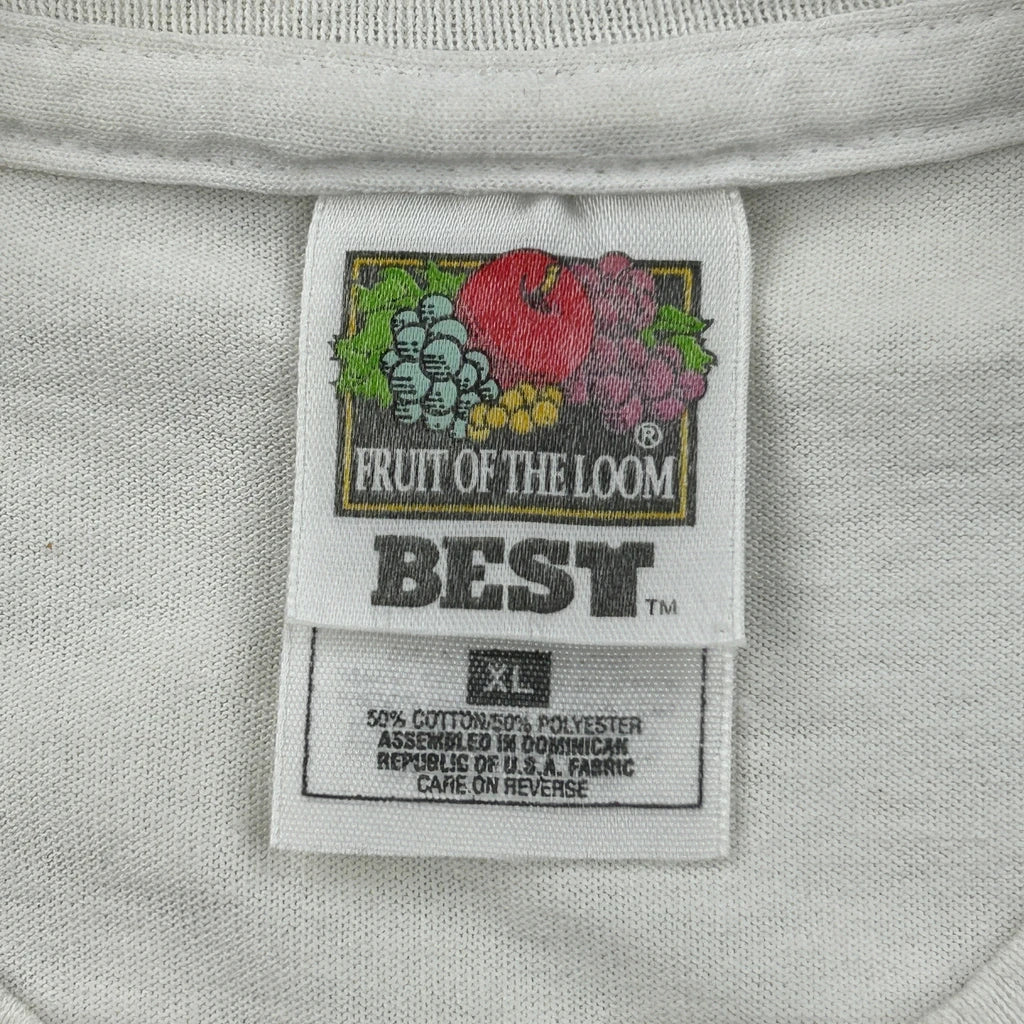 ®
FRUIT OF THE LOOM
BEST™
XL
50% COTTON/50% POLYESTER
ASSEMBLED IN DOMINICAN
REPUBLIC OF U.S.A. FABRIC
CARE ON REVERSE